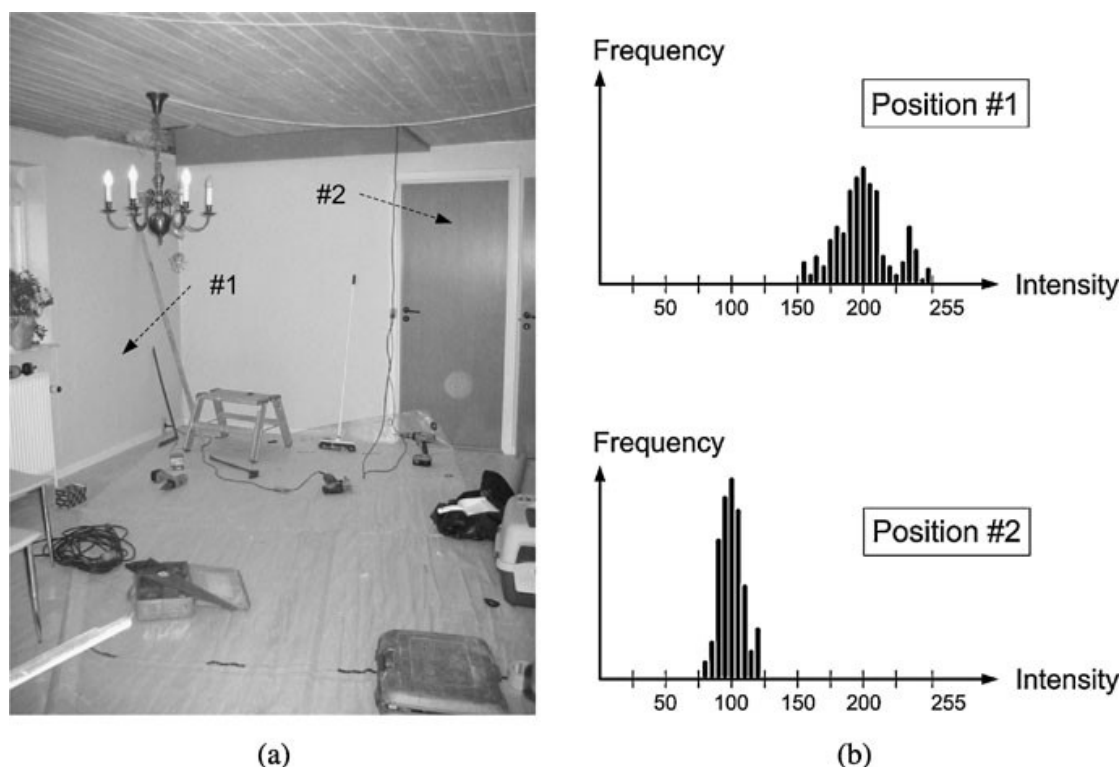 #2
#1
(a)
Frequency
Position #1
50 100 150 200 255
Intensity
Frequency
Position #2
50 100 150 200 255
Intensity
(b)